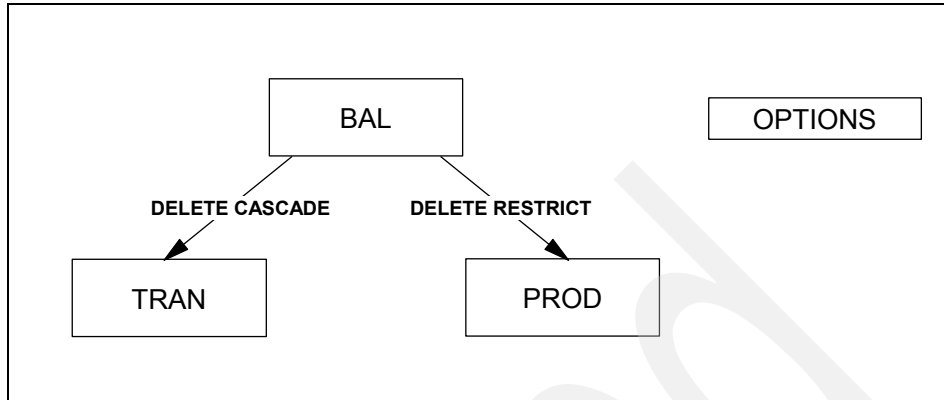 BAL
OPTIONS
DELETE CASCADE
DELETE RESTRICT
TRAN
PROD